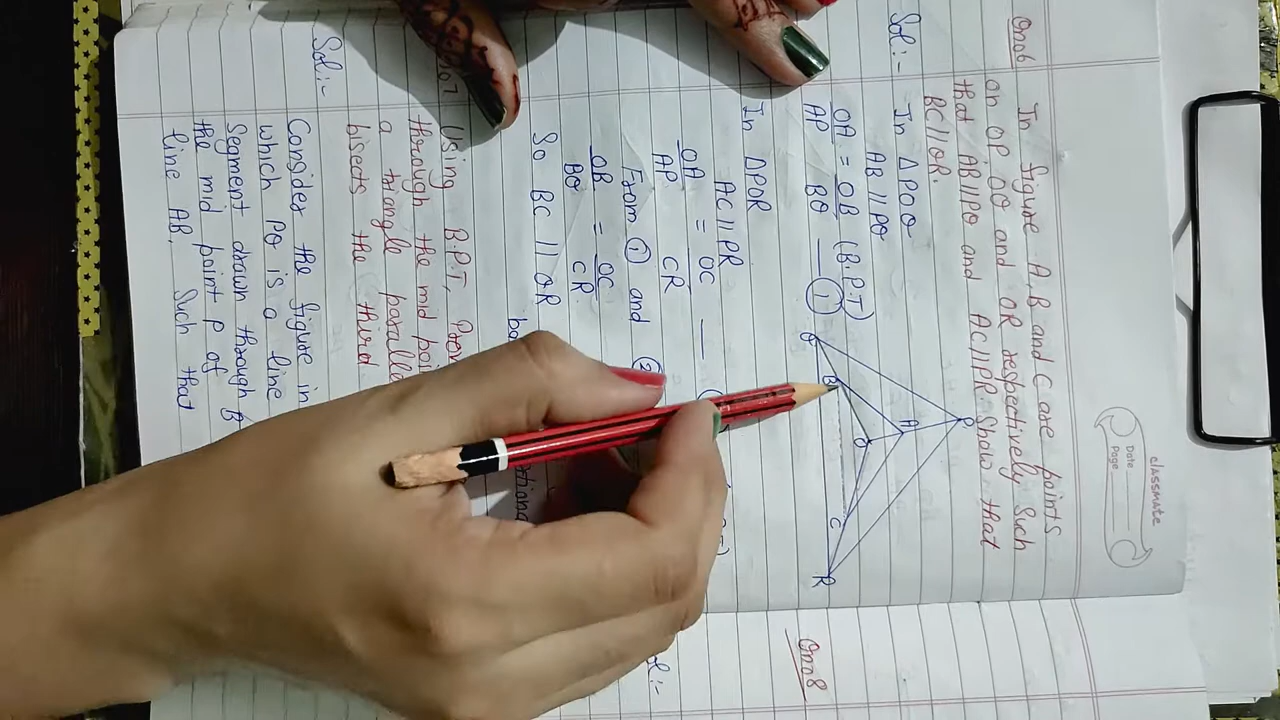 classmate
Date
Page
Qno6 In figure A, B and C are points
on OP, OQ and OR respectively such
that AB||PQ and AC||PR Show that
BC||QR.
Sol:- In ΔPOQ
AB||PQ
OA = OB (B.P.T)
AP BQ — ①
P
A
O
B
Q
C
R
In ΔPOR
AC||PR
OA = OC —
AP CR
From ① and ②
OB = OC
BQ CR
So BC || QR
Using B.P.T,
through the mid
a triangle
bisects the third
Sol:-
Consider the figure in
which PQ is a line
Segment drawn through
the mid point P of
line AB, Such that
Qno8
ol:-